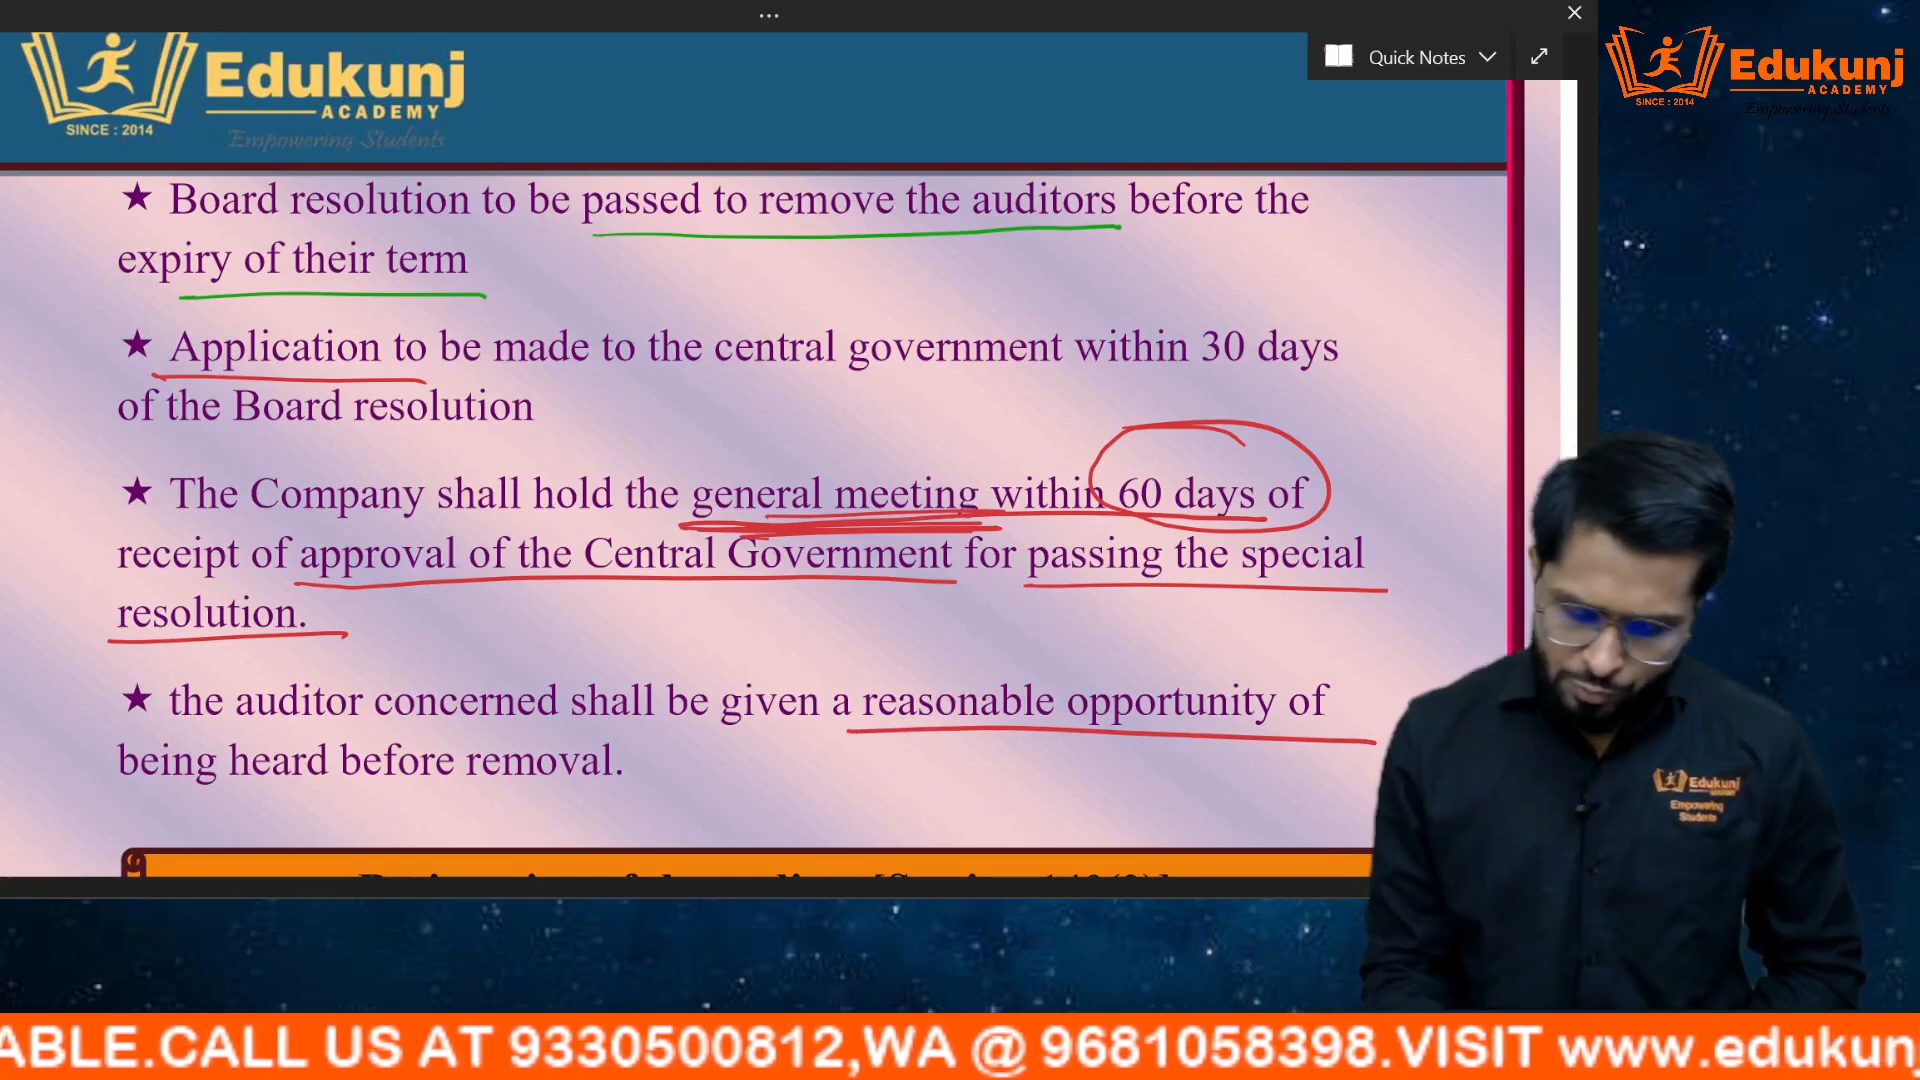 Edukunj
ACADEMY
SINCE : 2014
Empowering Students
Quick Notes
Edukunj
ACADEMY
SINCE : 2014
Empowering Students
★ Board resolution to be passed to remove the auditors before the
expiry of their term
★ Application to be made to the central government within 30 days
of the Board resolution
★ The Company shall hold the general meeting within 60 days of
receipt of approval of the Central Government for passing the special
resolution.
★ the auditor concerned shall be given a reasonable opportunity of
being heard before removal.
Edukunj
Empowering
Students
ABLE.CALL US AT 9330500812,WA @ 9681058398.VISIT www.edukunj